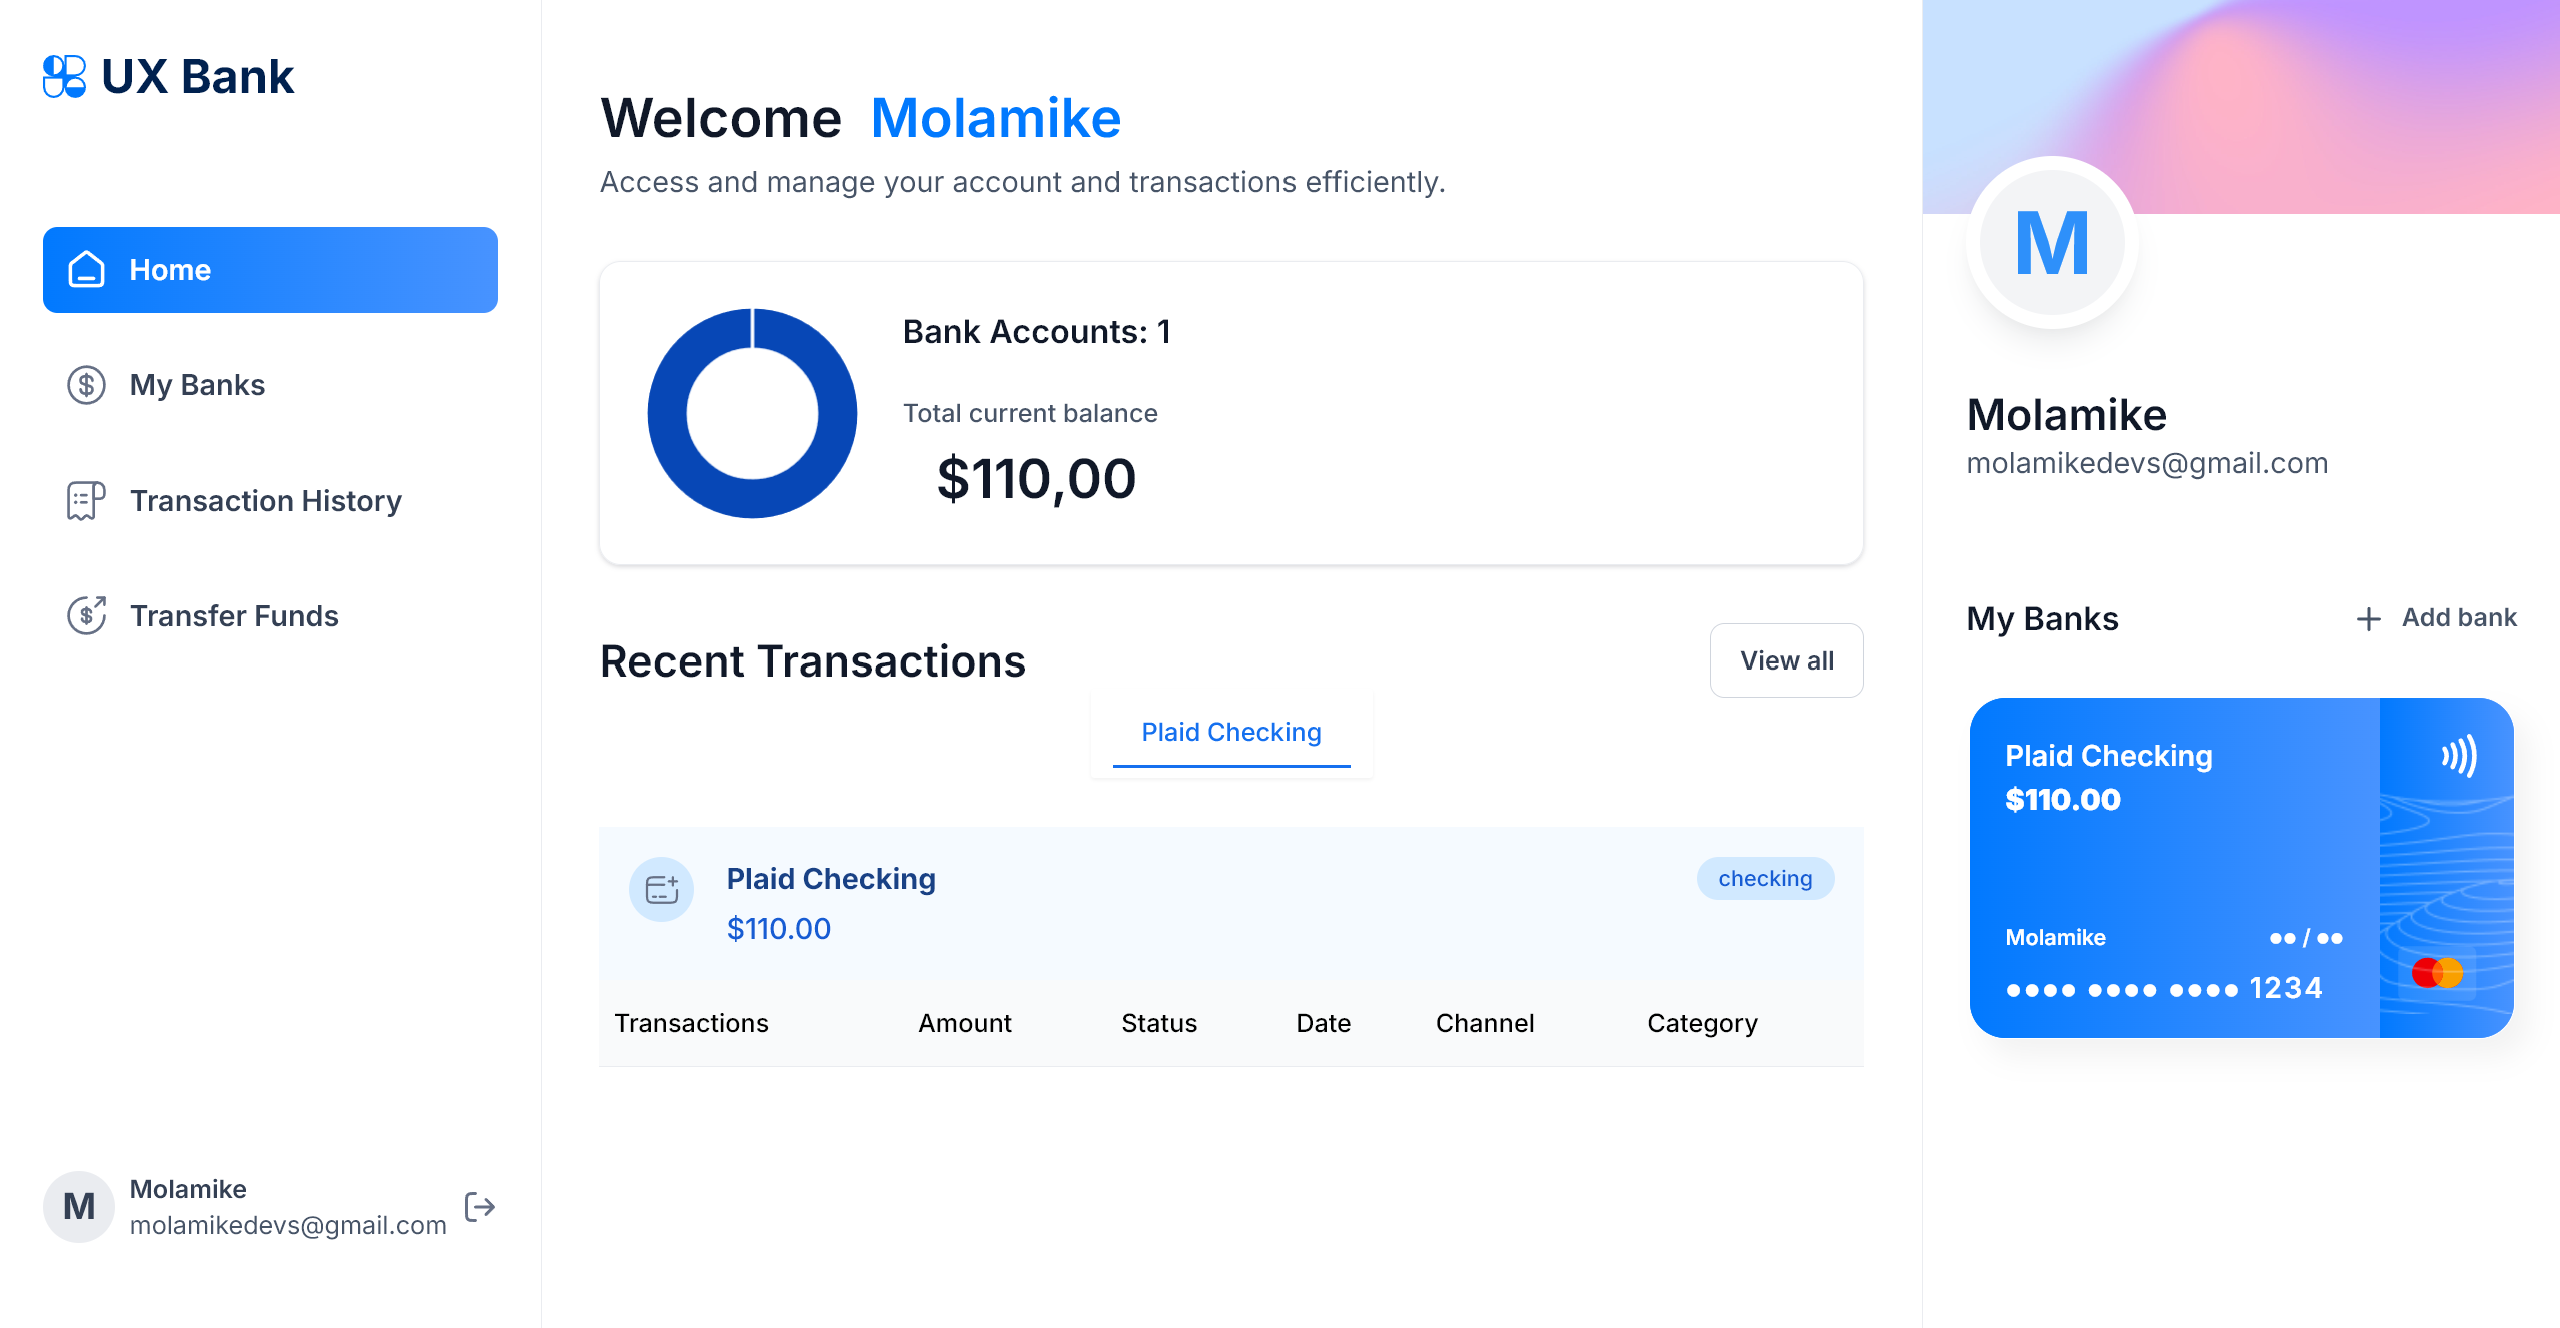 UX Bank
Home
My Banks
Transaction History
Transfer Funds
M
Molamike
molamikedevs@gmail.com
Welcome Molamike
Access and manage your account and transactions efficiently.
Bank Accounts: 1
Total current balance
$110,00
Recent Transactions
View all
Plaid Checking
Plaid Checking
checking
$110.00
Transactions Amount Status Date Channel Category
M
Molamike
molamikedevs@gmail.com
My Banks
+ Add bank
Plaid Checking
$110.00
Molamike ●● / ●●
●●●● ●●●● ●●●● 1234